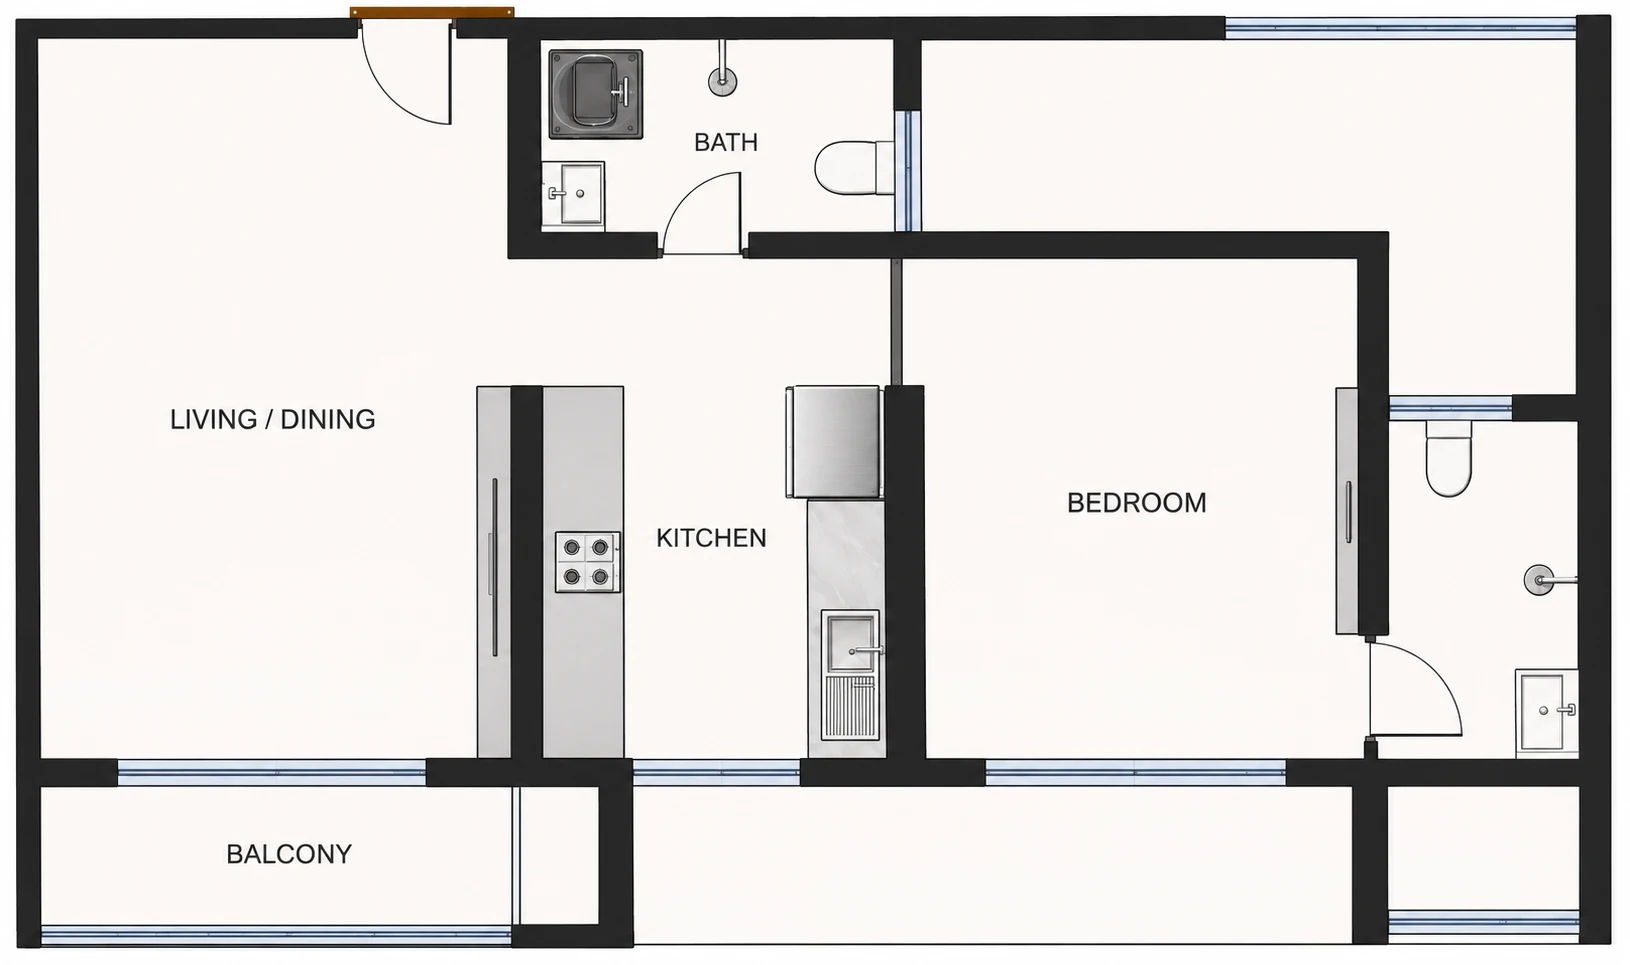 BATH
LIVING / DINING
BEDROOM
KITCHEN
BALCONY